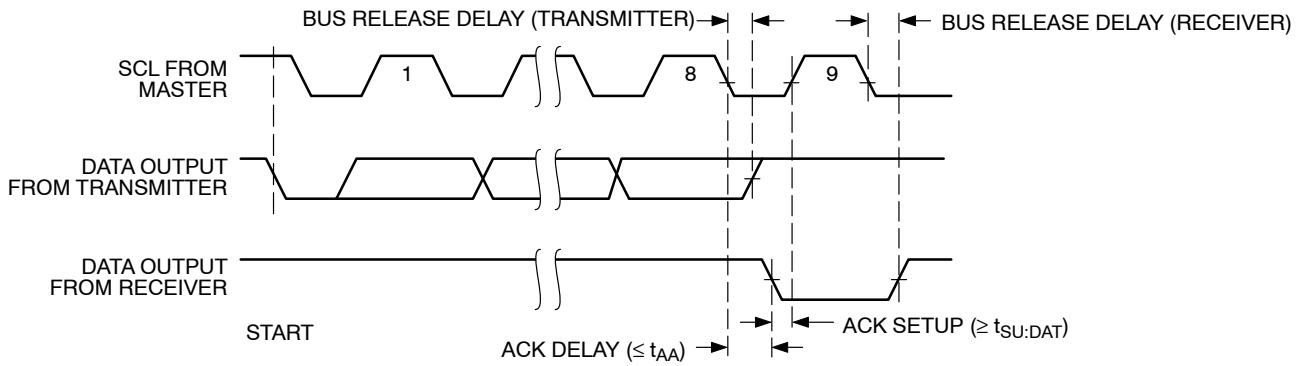 BUS RELEASE DELAY (TRANSMITTER)
BUS RELEASE DELAY (RECEIVER)
SCL FROM
MASTER
1
8
9
DATA OUTPUT
FROM TRANSMITTER
DATA OUTPUT
FROM RECEIVER
START
ACK SETUP (≥ tSU:DAT)
ACK DELAY (≤ tAA)